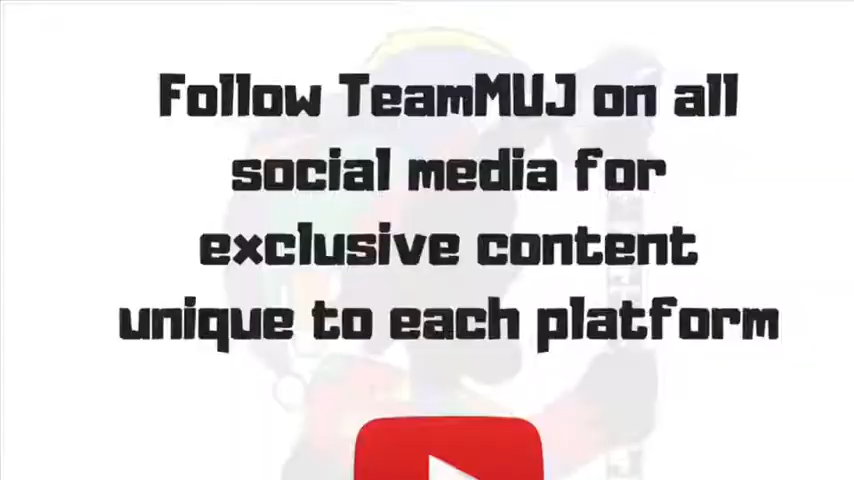 Follow TeamMUJ on all
social media for
exclusive content
unique to each platform